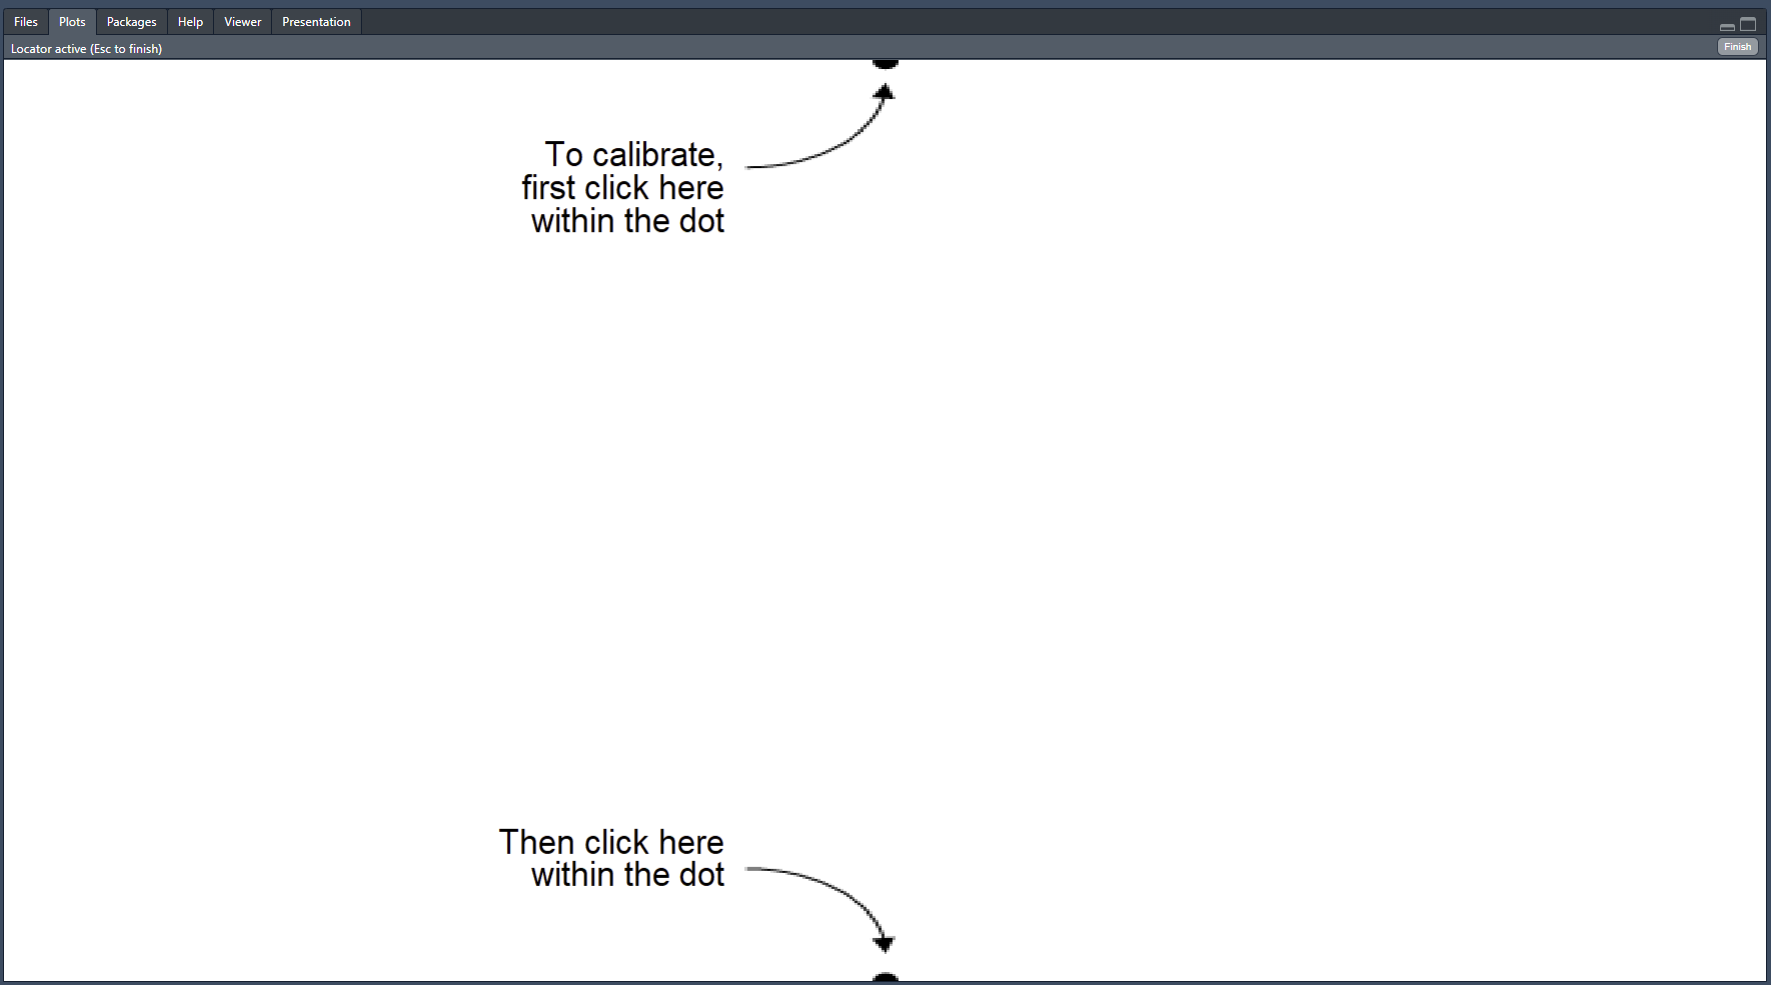 Files Plots Packages Help Viewer Presentation
Locator active (Esc to finish) Finish
To calibrate,
first click here
within the dot
Then click here
within the dot